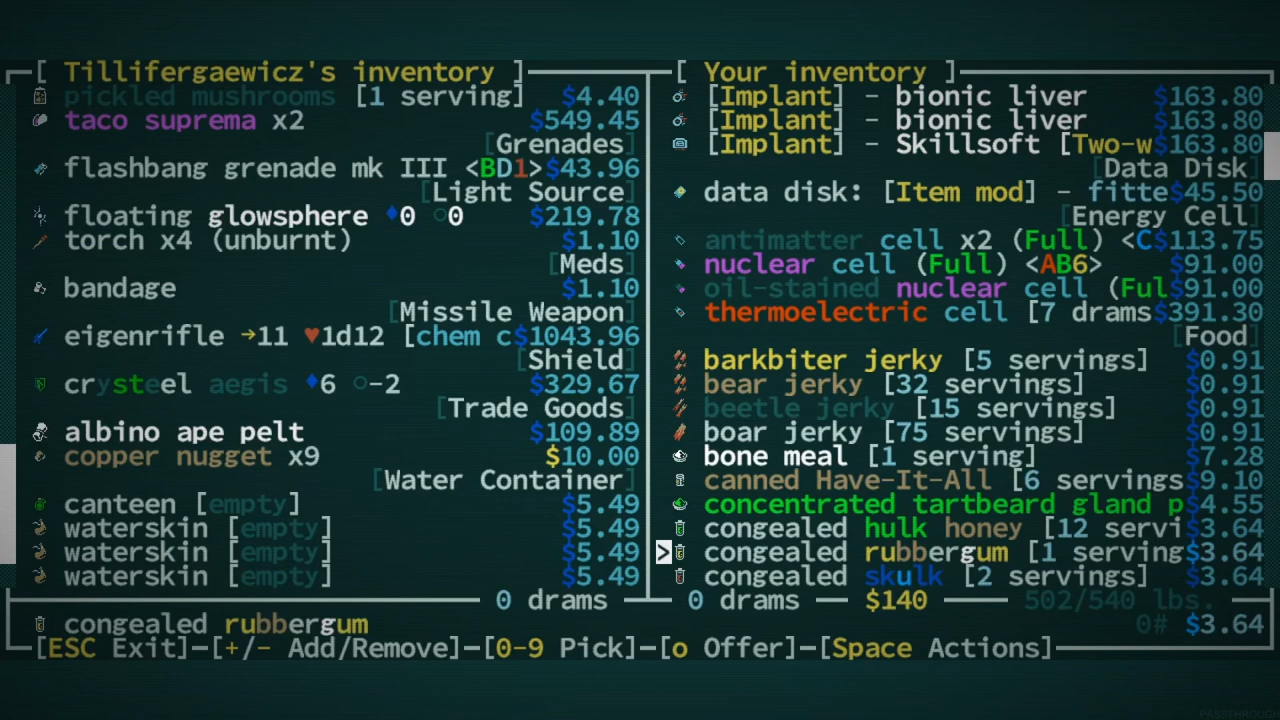 [ Tillifergaewicz's inventory ]
pickled mushrooms [1 serving] $4.40
taco suprema x2 $549.45
[Grenades]
flashbang grenade mk III <BD1>$43.96
[Light Source]
floating glowsphere ♦0 ○0 $219.78
torch x4 (unburnt) $1.10
[Meds]
bandage $1.10
[Missile Weapon]
eigenrifle →11 ♥1d12 [chem c$1043.96
[Shield]
crysteel aegis ♦6 ○-2 $329.67
[Trade Goods]
albino ape pelt $109.89
copper nugget x9 $10.00
[Water Container]
canteen [empty] $5.49
waterskin [empty] $5.49
waterskin [empty] $5.49
waterskin [empty] $5.49
0 drams
[ Your inventory ]
[Implant] - bionic liver $163.80
[Implant] - bionic liver $163.80
[Implant] - Skillsoft [Two-w$163.80
[Data Disk]
data disk: [Item mod] - fitte$45.50
[Energy Cell]
antimatter cell x2 (Full) <C$113.75
nuclear cell (Full) <AB6> $91.00
oil-stained nuclear cell (Ful$91.00
thermoelectric cell [7 drams$391.30
[Food]
barkbiter jerky [5 servings] $0.91
bear jerky [32 servings] $0.91
beetle jerky [15 servings] $0.91
boar jerky [75 servings] $0.91
bone meal [1 serving] $7.28
canned Have-It-All [6 servings$9.10
concentrated tartbeard gland p$4.55
congealed hulk honey [12 servi$3.64
> congealed rubbergum [1 serving$3.64
congealed skulk [2 servings] $3.64
0 drams $140 502/540 lbs.
congealed rubbergum 0# $3.64
[ESC Exit]-[+/- Add/Remove]-[0-9 Pick]-[o Offer]-[Space Actions]